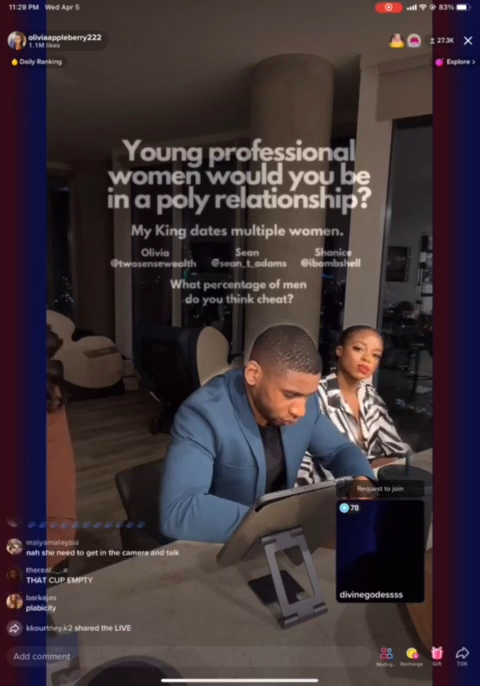 11:29 PM Wed Apr 5
83%
oliviaappleberry222
1.1M likes
27.3K
Daily Ranking
Explore >
Young professional
women would you be
in a poly relationship?
My King dates multiple women.
Olivia Sean Shanice
@twosensewealth @sean_t_adams @ibombshell
What percentage of men
do you think cheat?
Request to join
78
maiyamalaysia
nah she need to get in the camera and talk
THAT CUP EMPTY
barkajas
plabicity
divinegodessss
kkourtney.k2 shared the LIVE
Add comment
Multi-g...
Recharge
Gift
7.0K